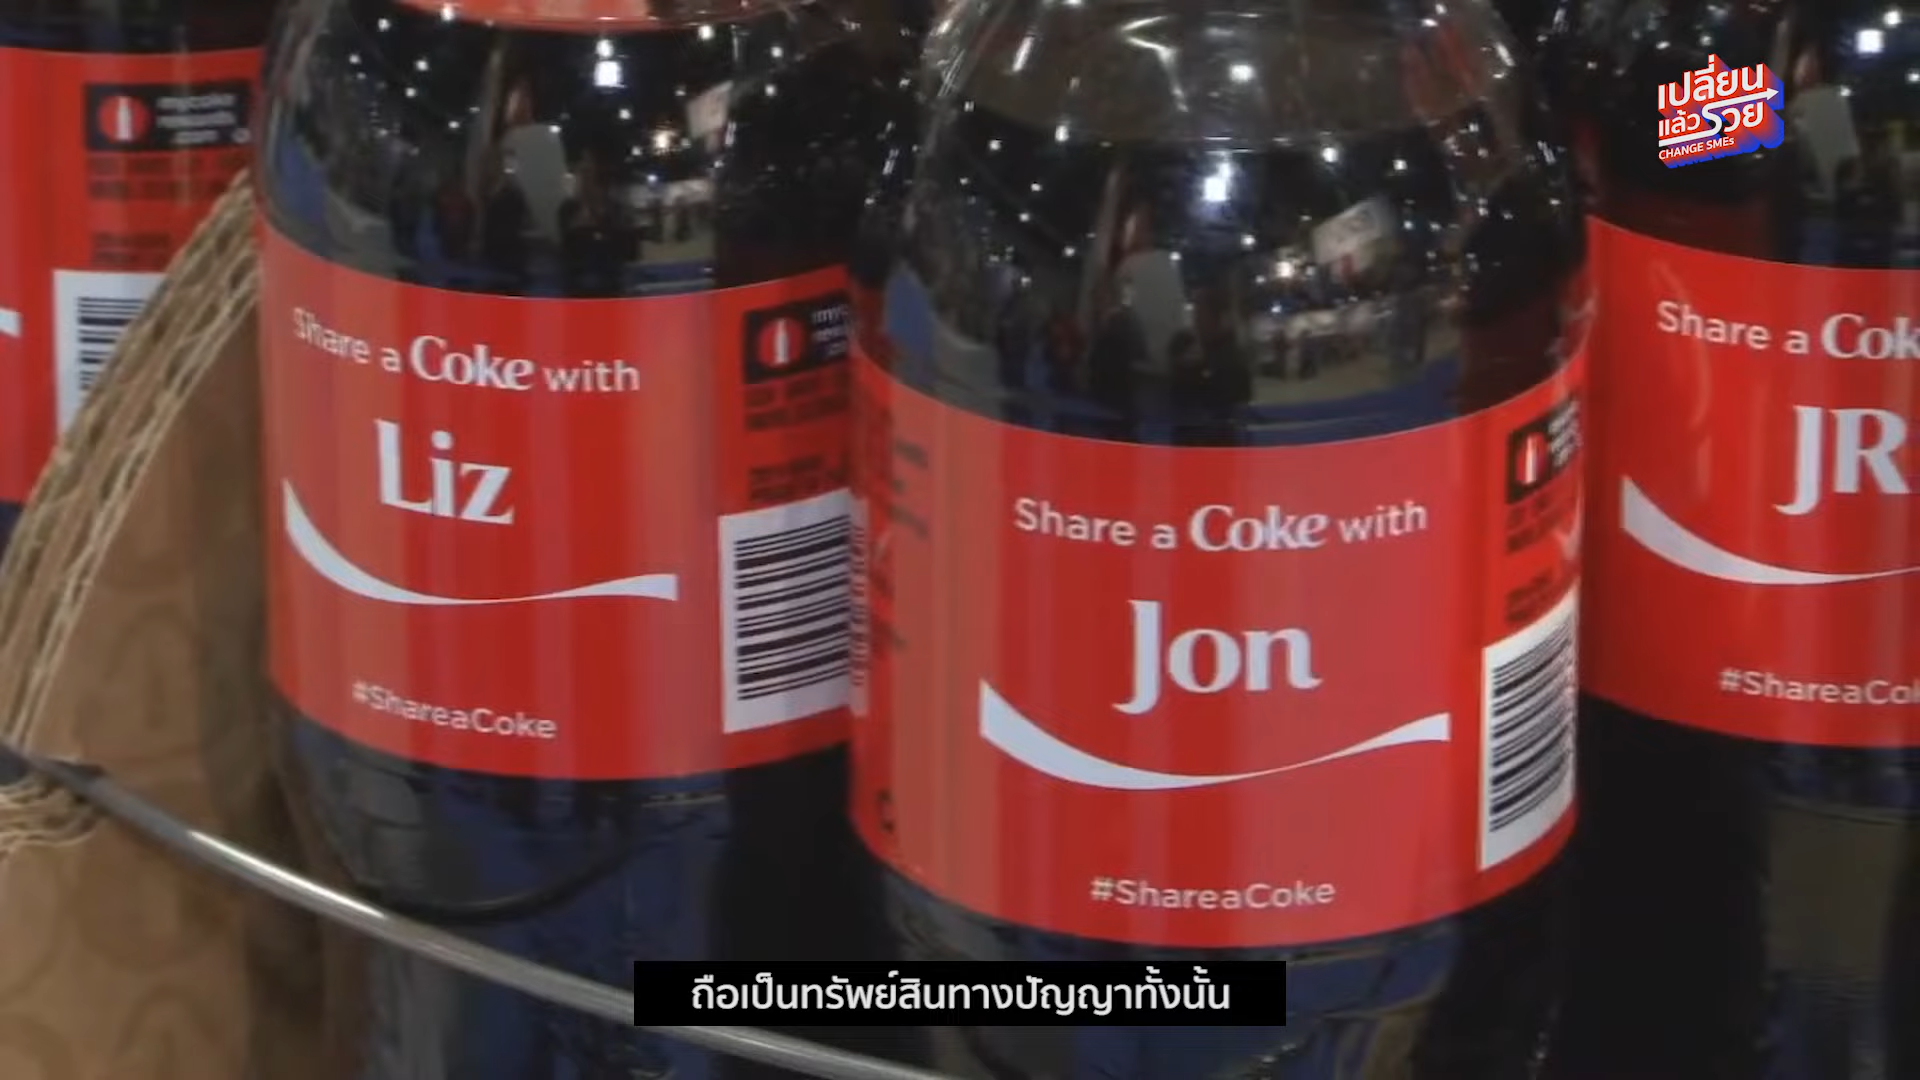 เปลี่ยน
แล้วรวย
CHANGE SMEs
Share a Coke with
Liz
#ShareaCoke
Share a Coke with
Jon
#ShareaCoke
Share a
JR
ถือเป็นทรัพย์สินทางปัญญาทั้งนั้น